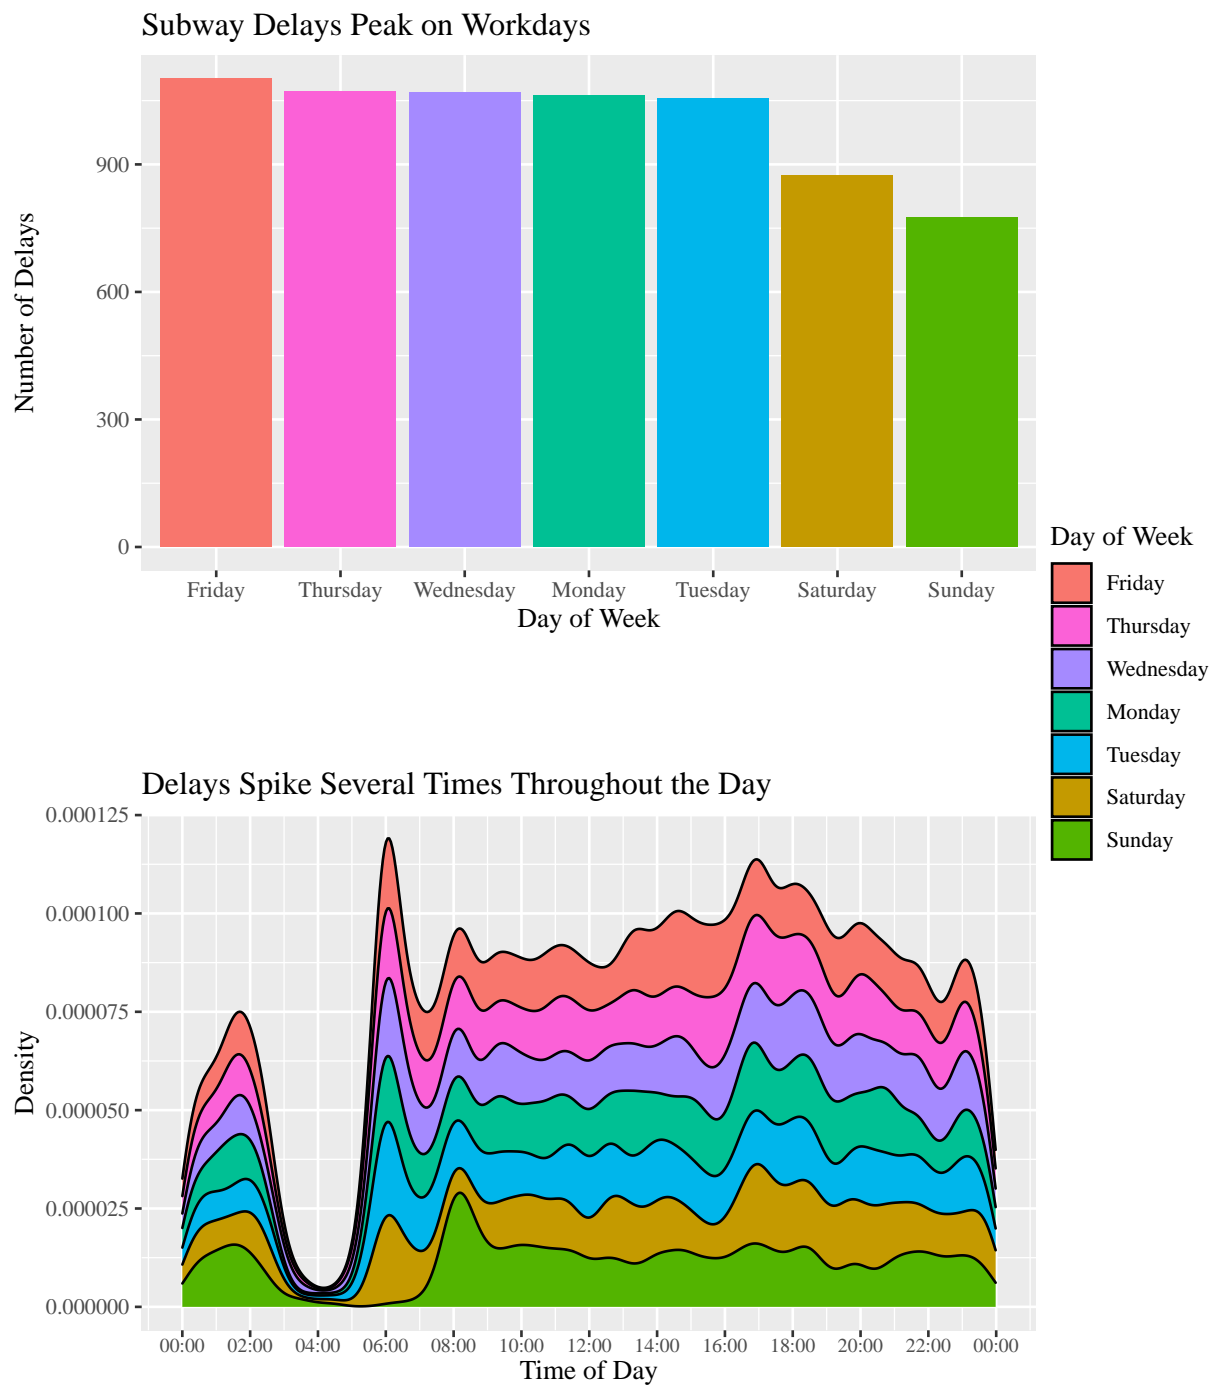 Subway Delays Peak on Workdays
Number of Delays
900
600
300
0
Friday Thursday Wednesday Monday Tuesday Saturday Sunday
Day of Week
Day of Week
Friday
Thursday
Wednesday
Monday
Tuesday
Saturday
Sunday
Delays Spike Several Times Throughout the Day
Density
0.000125
0.000100
0.000075
0.000050
0.000025
0.000000
00:00 02:00 04:00 06:00 08:00 10:00 12:00 14:00 16:00 18:00 20:00 22:00 00:00
Time of Day